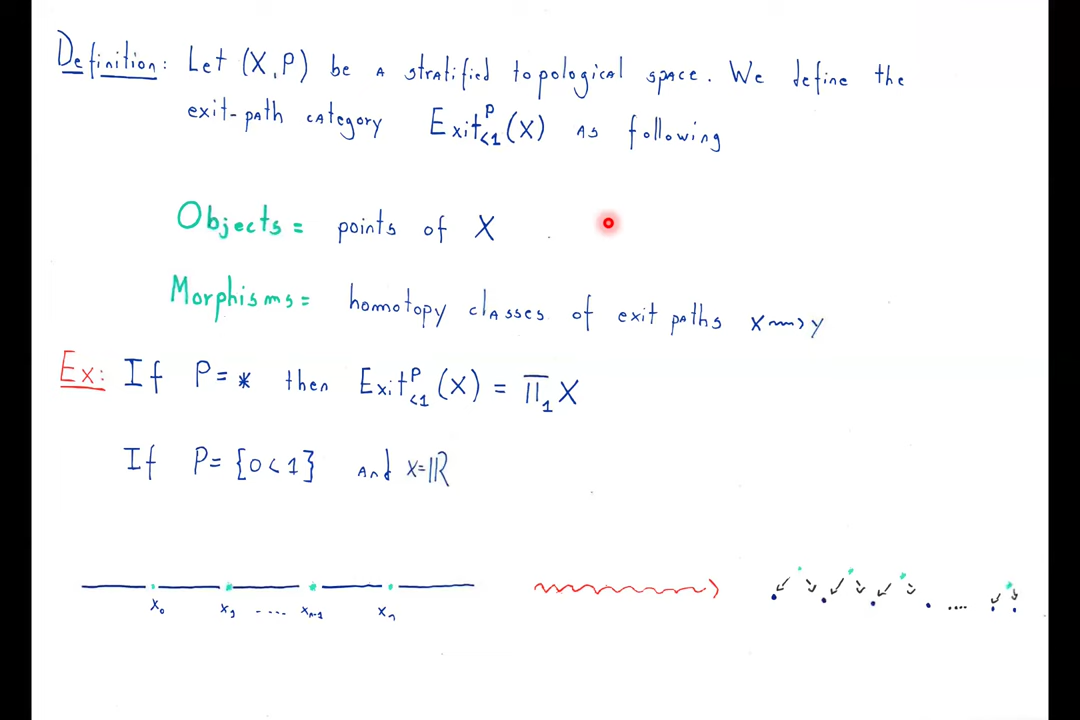 Definition: Let (X,P) be a stratified topological space. We define the
exit-path category Exit^P_{<1}(X) as following
Objects = points of X
Morphisms = homotopy classes of exit paths x⇝y
Ex: If P=* then Exit^P_{<1}(X) = Π_1 X
If P={0<1} and x=ℝ
x_0 x_1 .... x_{n-1} x_n ....